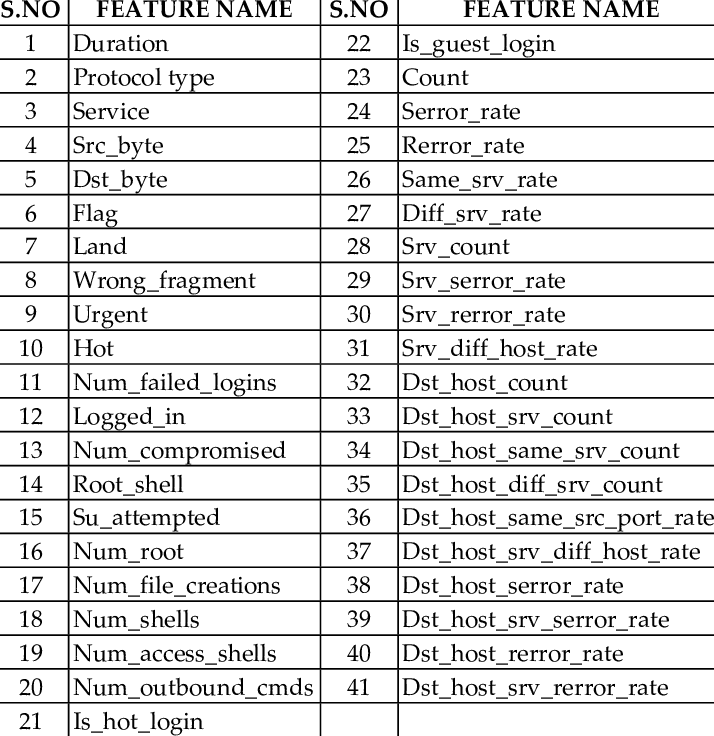 S.NO FEATURE NAME S.NO FEATURE NAME
1 Duration 22 Is_guest_login
2 Protocol type 23 Count
3 Service 24 Serror_rate
4 Src_byte 25 Rerror_rate
5 Dst_byte 26 Same_srv_rate
6 Flag 27 Diff_srv_rate
7 Land 28 Srv_count
8 Wrong_fragment 29 Srv_serror_rate
9 Urgent 30 Srv_rerror_rate
10 Hot 31 Srv_diff_host_rate
11 Num_failed_logins 32 Dst_host_count
12 Logged_in 33 Dst_host_srv_count
13 Num_compromised 34 Dst_host_same_srv_count
14 Root_shell 35 Dst_host_diff_srv_count
15 Su_attempted 36 Dst_host_same_src_port_rate
16 Num_root 37 Dst_host_srv_diff_host_rate
17 Num_file_creations 38 Dst_host_serror_rate
18 Num_shells 39 Dst_host_srv_serror_rate
19 Num_access_shells 40 Dst_host_rerror_rate
20 Num_outbound_cmds 41 Dst_host_srv_rerror_rate
21 Is_hot_login